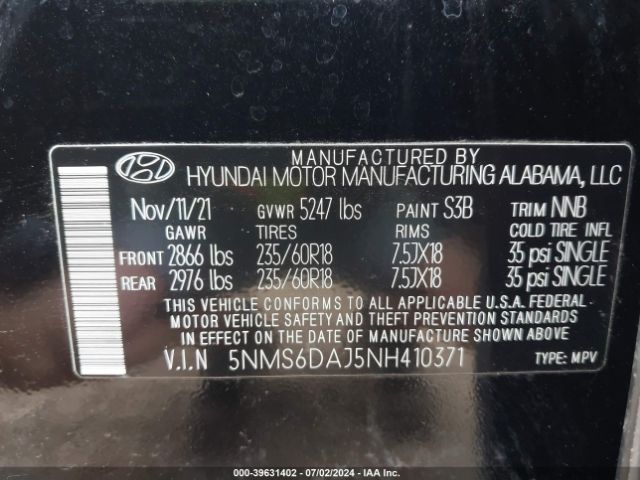 MANUFACTURED BY
HYUNDAI MOTOR MANUFACTURING ALABAMA, LLC
Nov/11/21 GVWR 5247 lbs PAINT S3B TRIM NNB
GAWR TIRES RIMS COLD TIRE INFL
FRONT 2866 lbs 235/60R18 7.5JX18 35 psi SINGLE
REAR 2976 lbs 235/60R18 7.5JX18 35 psi SINGLE
THIS VEHICLE CONFORMS TO ALL APPLICABLE U.S.A. FEDERAL
MOTOR VEHICLE SAFETY AND THEFT PREVENTION STANDARDS
IN EFFECT ON THE DATE OF MANUFACTURE SHOWN ABOVE.
V.I.N 5NMS6DAJ5NH410371 TYPE: MPV
000-39631402 - 07/02/2024 - IAA Inc.